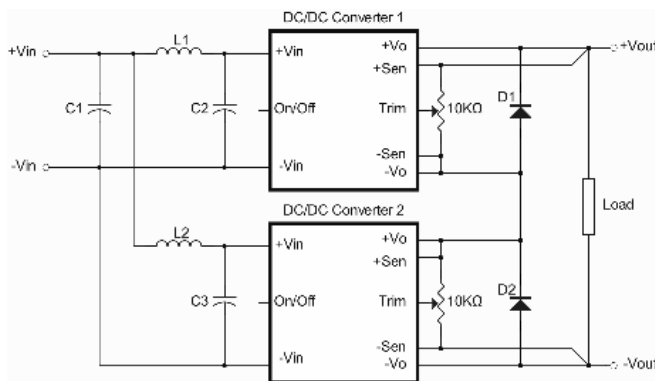 DC/DC Converter 1
+Vin
L1
+Vin
+Vo
+Vout
+Sen
C1
C2
On/Off
Trim
10KΩ
D1
-Vin
-Vin
-Sen
-Vo
Load
DC/DC Converter 2
L2
+Vin
+Vo
+Sen
C3
On/Off
Trim
10KΩ
D2
-Sen
-Vin
-Vo
-Vout